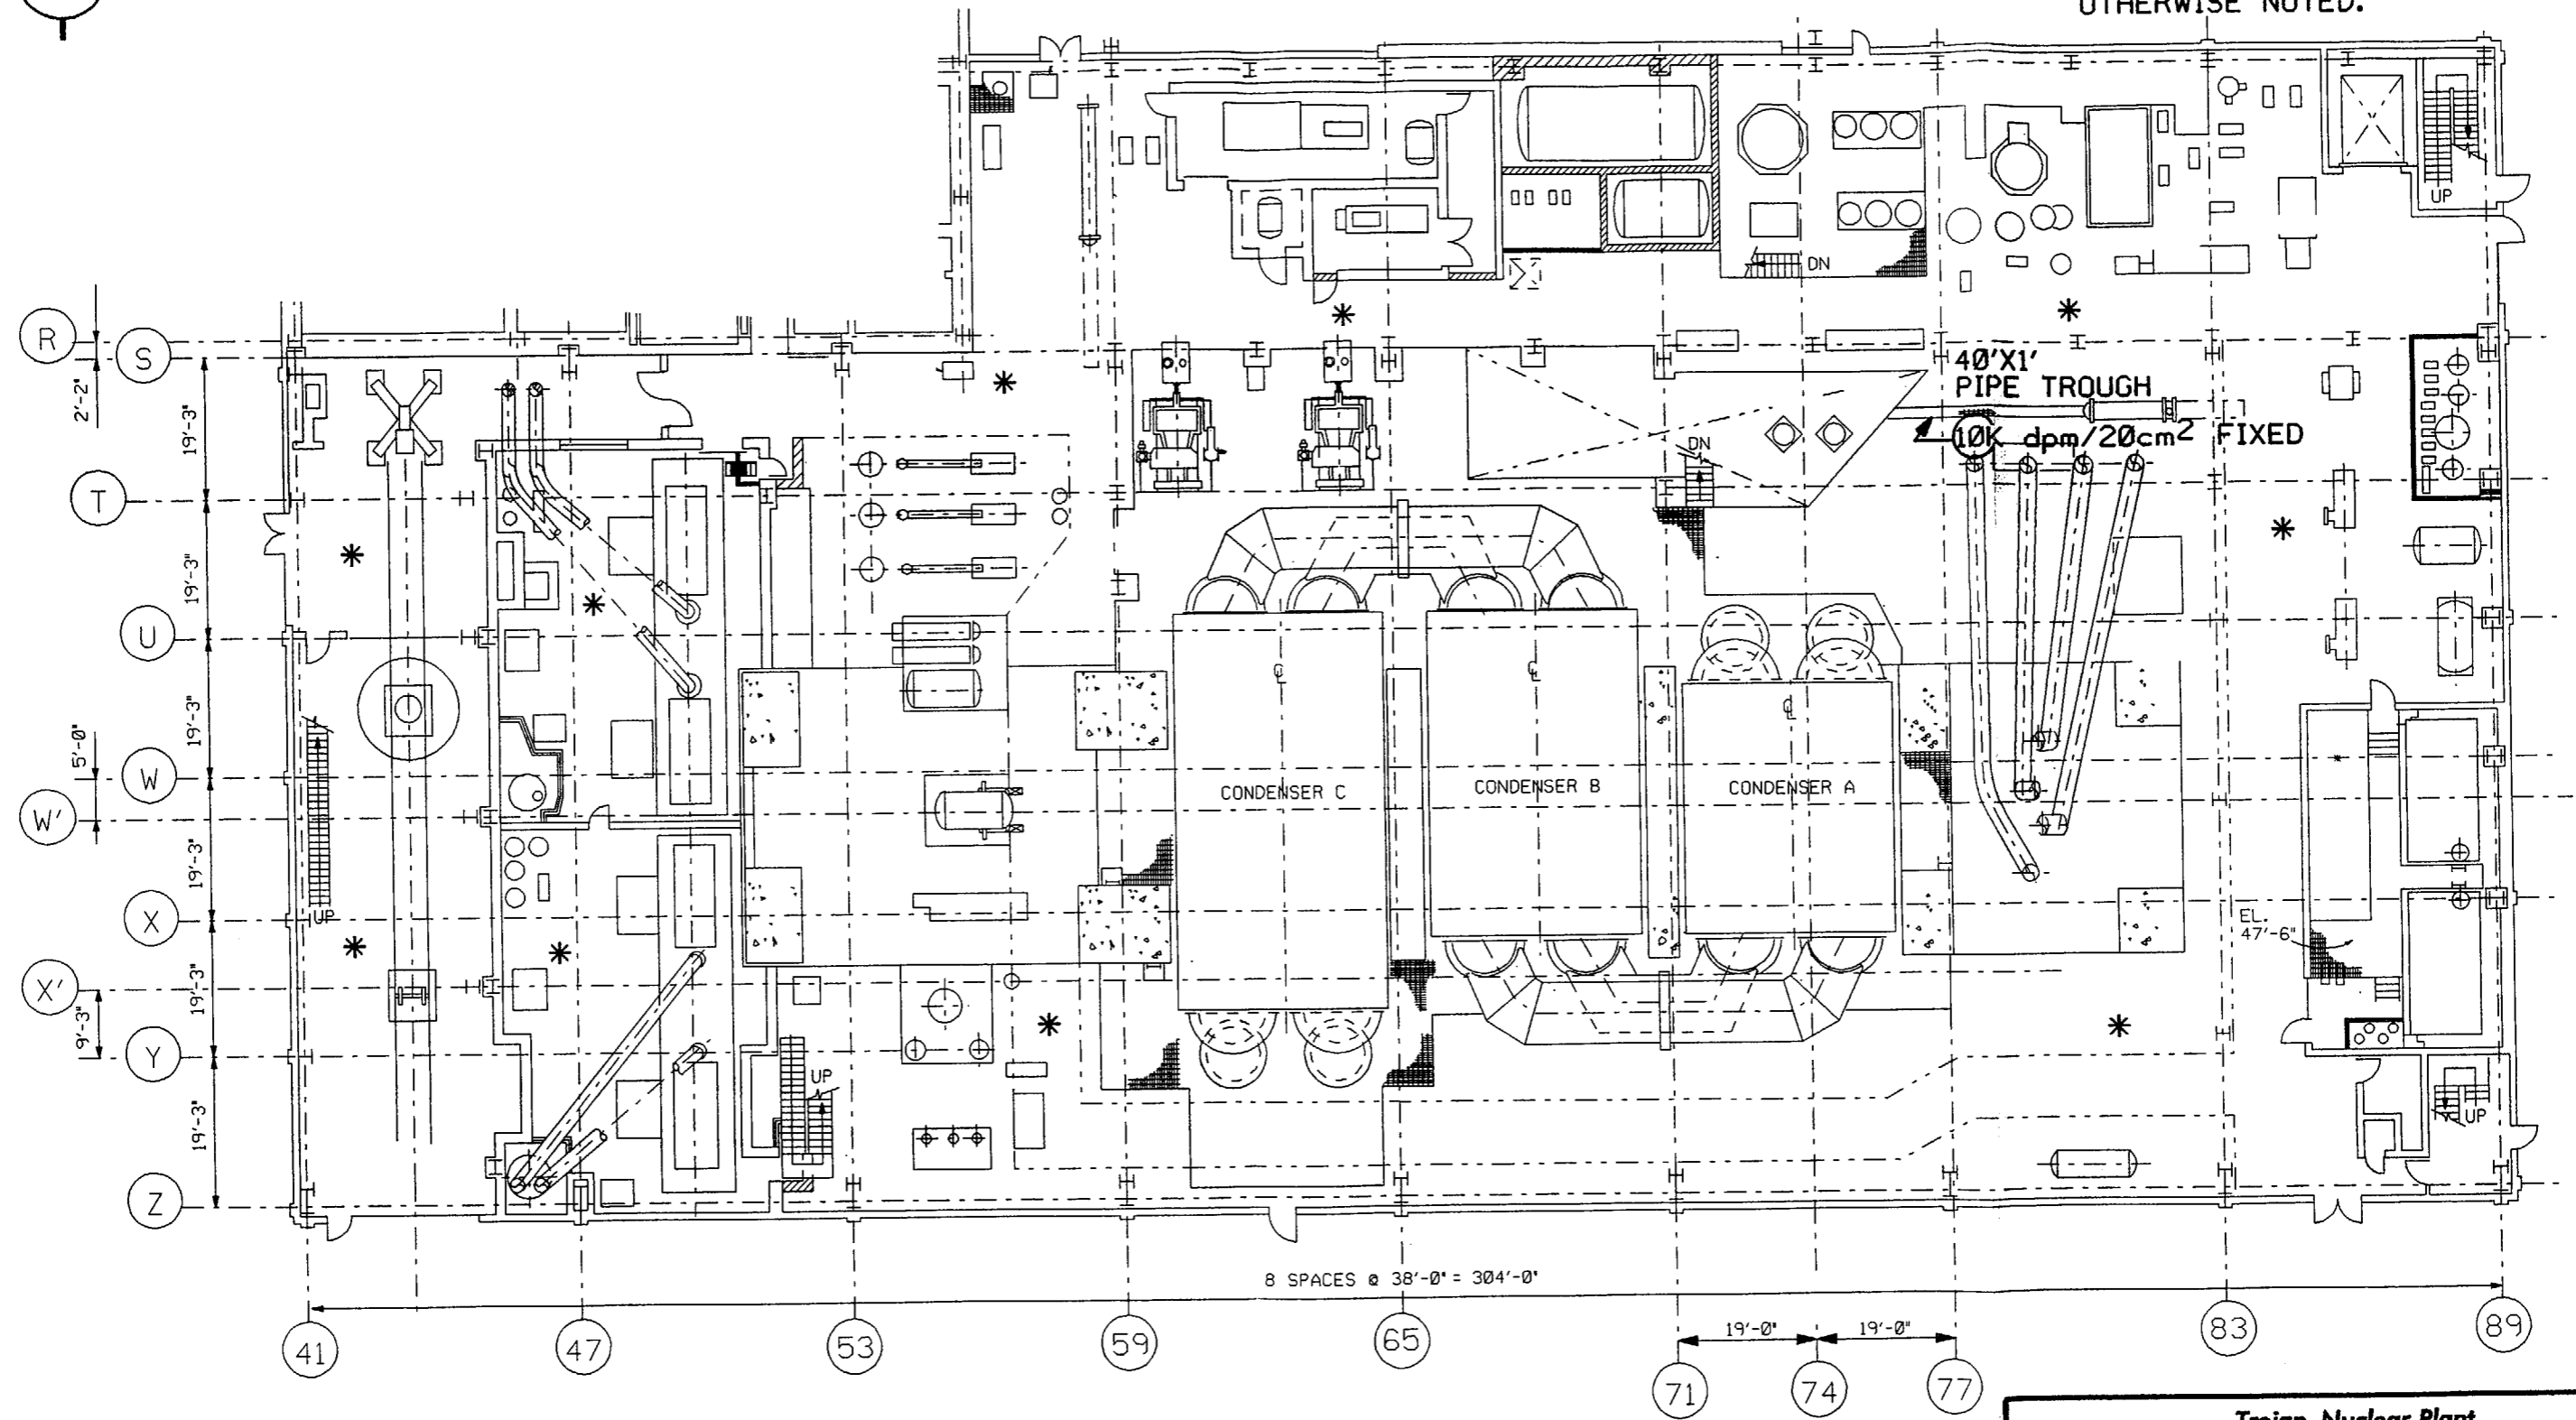 OTHERWISE NOTED.
UP
DN
R
S
2'-2"
40'X1'
PIPE TROUGH
10K dpm/20cm2 FIXED
19'-3"
DN
T
19'-3"
U
19'-3"
5'-0"
W
W'
CONDENSER C
CONDENSER B
CONDENSER A
19'-3"
X
UP
EL.
47'-6"
X'
9'-3"
19'-3"
Y
UP
UP
19'-3"
Z
8 SPACES @ 38'-0" = 304'-0"
41
47
53
59
65
19'-0"
19'-0"
83
89
71
74
77
Trojan Nuclear Plant